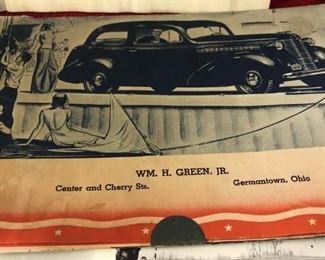 WM. H. GREEN, JR.
Center and Cherry Sts. Germantown, Ohio